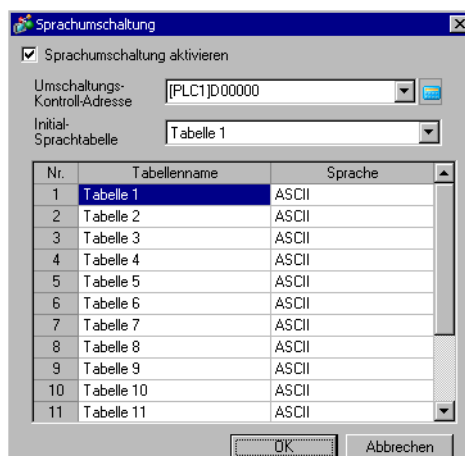 Sprachumschaltung
Sprachumschaltung aktivieren
Umschaltungs-
Kontroll-Adresse
[PLC1]D00000
Initial-
Sprachtabelle
Tabelle 1
Nr. Tabellenname Sprache
1 Tabelle 1 ASCII
2 Tabelle 2 ASCII
3 Tabelle 3 ASCII
4 Tabelle 4 ASCII
5 Tabelle 5 ASCII
6 Tabelle 6 ASCII
7 Tabelle 7 ASCII
8 Tabelle 8 ASCII
9 Tabelle 9 ASCII
10 Tabelle 10 ASCII
11 Tabelle 11 ASCII
OK Abbrechen